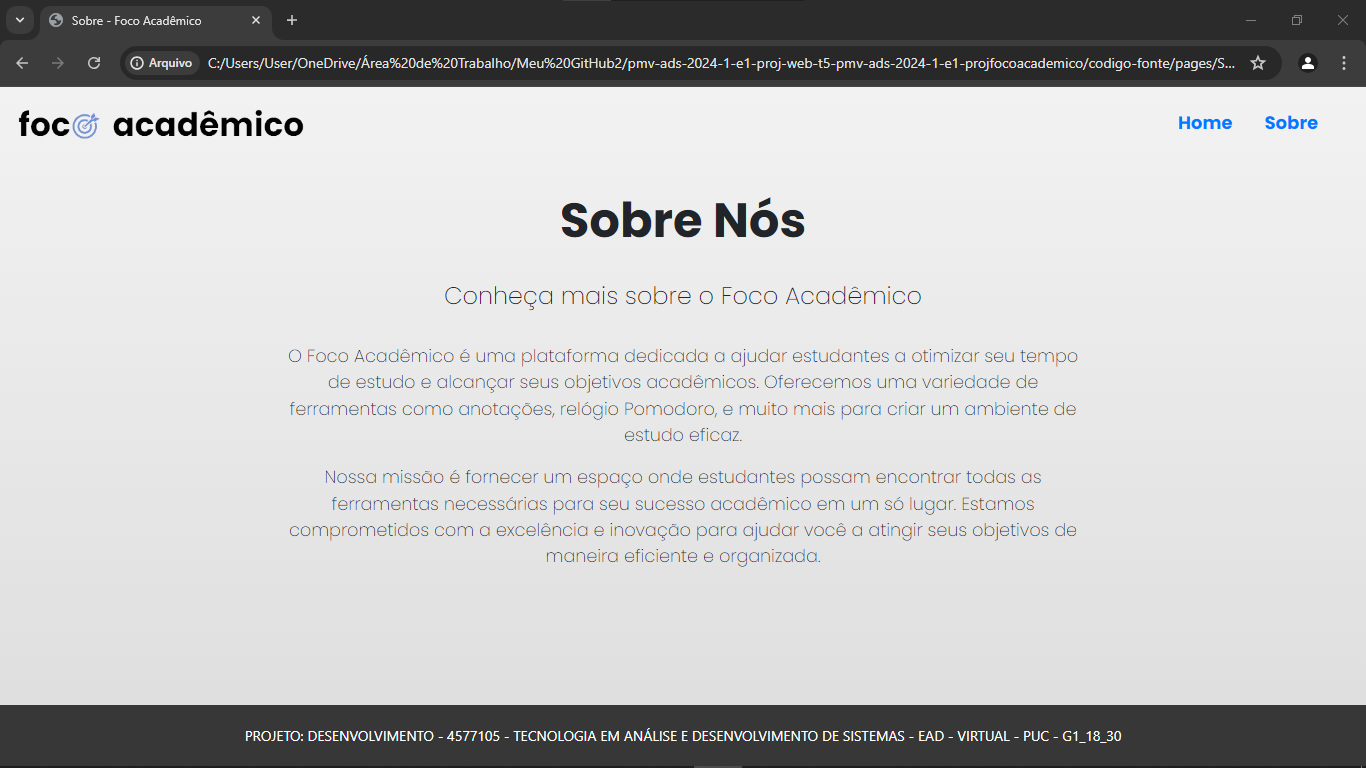 Sobre - Foco Acadêmico
Arquivo C:/Users/User/OneDrive/Área%20de%20Trabalho/Meu%20GitHub2/pmv-ads-2024-1-e1-proj-web-t5-pmv-ads-2024-1-e1-projfocoacademico/codigo-fonte/pages/S...
foco acadêmico
Home Sobre
Sobre Nós
Conheça mais sobre o Foco Acadêmico
O Foco Acadêmico é uma plataforma dedicada a ajudar estudantes a otimizar seu tempo
de estudo e alcançar seus objetivos acadêmicos. Oferecemos uma variedade de
ferramentas como anotações, relógio Pomodoro, e muito mais para criar um ambiente de
estudo eficaz.
Nossa missão é fornecer um espaço onde estudantes possam encontrar todas as
ferramentas necessárias para seu sucesso acadêmico em um só lugar. Estamos
comprometidos com a excelência e inovação para ajudar você a atingir seus objetivos de
maneira eficiente e organizada.
PROJETO: DESENVOLVIMENTO - 4577105 - TECNOLOGIA EM ANÁLISE E DESENVOLVIMENTO DE SISTEMAS - EAD - VIRTUAL - PUC - G1_18_30